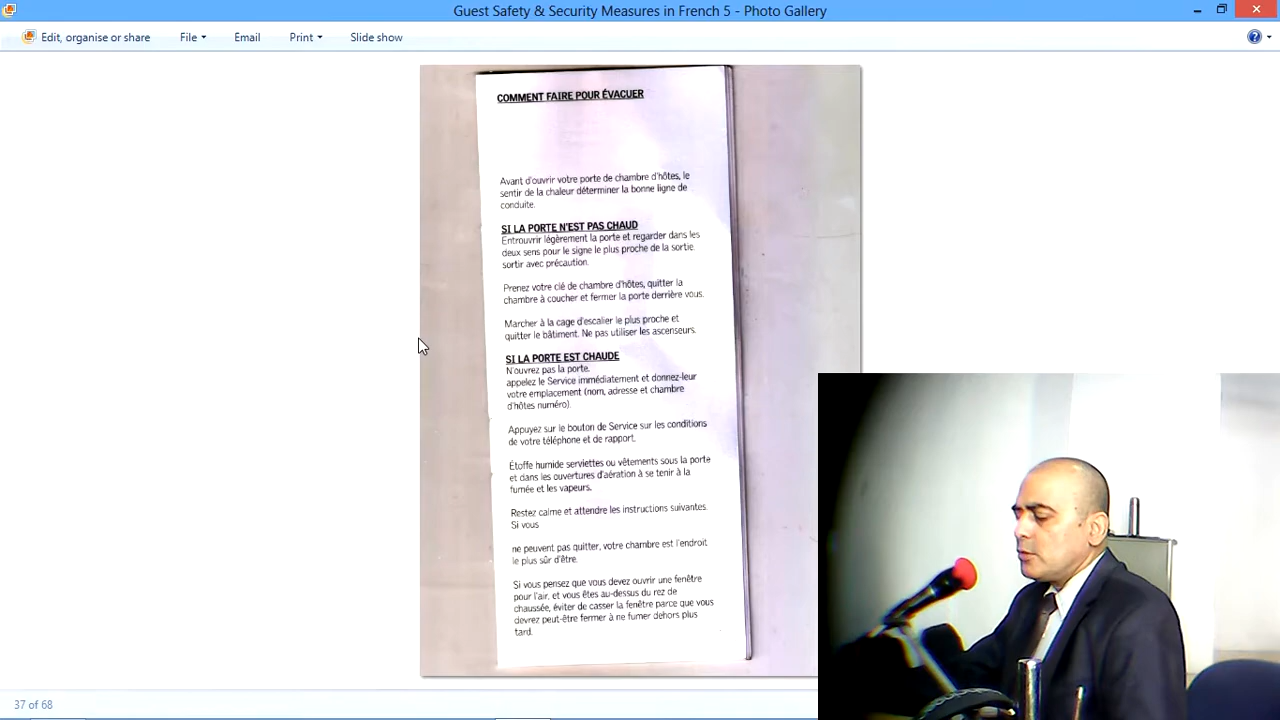 Guest Safety & Security Measures in French 5 - Photo Gallery
Edit, organise or share File Email Print Slide show
COMMENT FAIRE POUR ÉVACUER
Avant d'ouvrir votre porte de chambre d'hôtes, le
sentir de la chaleur déterminer la bonne ligne de
conduite.
SI LA PORTE N'EST PAS CHAUD
Entrouvrir légèrement la porte et regarder dans les
deux sens pour le signe le plus proche de la sortie.
sortir avec précaution.
Prenez votre clé de chambre d'hôtes, quitter la
chambre à coucher et fermer la porte derrière vous.
Marcher à la cage d'escalier le plus proche et
quitter le bâtiment. Ne pas utiliser les ascenseurs.
SI LA PORTE EST CHAUDE
N'ouvrez pas la porte.
appelez le Service immédiatement et donnez-leur
votre emplacement (nom, adresse et chambre
d'hôtes numéro).
Appuyez sur le bouton de Service sur les conditions
de votre téléphone et de rapport.
Étoffe humide serviettes ou vêtements sous la porte
et dans les ouvertures d'aération à se tenir à la
fumée et les vapeurs.
Restez calme et attendre les instructions suivantes.
Si vous
ne peuvent pas quitter, votre chambre est l'endroit
le plus sûr d'être.
Si vous pensez que vous devez ouvrir une fenêtre
pour l'air, et vous êtes au-dessus du rez de
chaussée, éviter de casser la fenêtre parce que vous
devrez peut-être fermer à ne fumer dehors plus
tard.
37 of 68